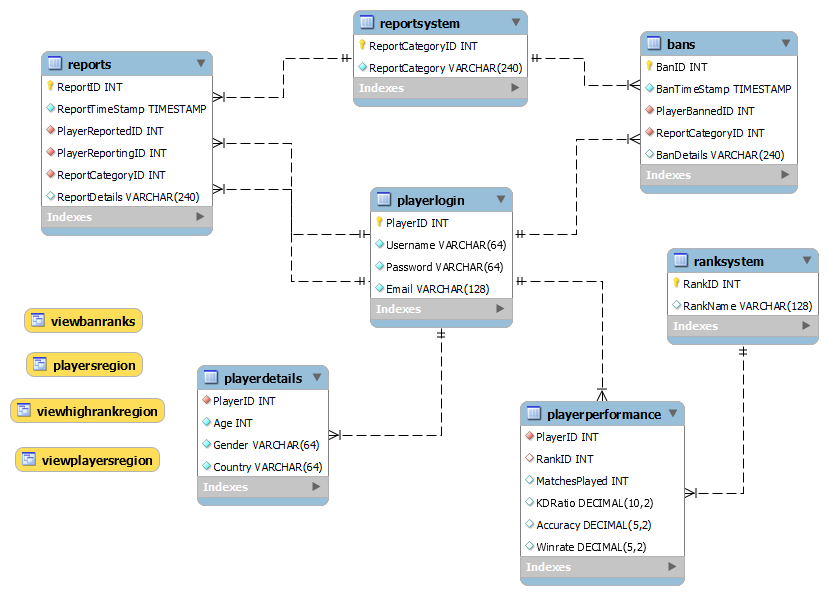 reportsystem
ReportCategoryID INT
ReportCategory VARCHAR(240)
Indexes
reports
ReportID INT
ReportTimeStamp TIMESTAMP
PlayerReportedID INT
PlayerReportingID INT
ReportCategoryID INT
ReportDetails VARCHAR(240)
Indexes
bans
BanID INT
BanTimeStamp TIMESTAMP
PlayerBannedID INT
ReportCategoryID INT
BanDetails VARCHAR(240)
Indexes
playerlogin
PlayerID INT
Username VARCHAR(64)
Password VARCHAR(64)
Email VARCHAR(128)
Indexes
ranksystem
RankID INT
RankName VARCHAR(128)
Indexes
viewbanranks
playersregion
viewhighrankregion
viewplayersregion
playerdetails
PlayerID INT
Age INT
Gender VARCHAR(64)
Country VARCHAR(64)
Indexes
playerperformance
PlayerID INT
RankID INT
MatchesPlayed INT
KDRatio DECIMAL(10,2)
Accuracy DECIMAL(5,2)
Winrate DECIMAL(5,2)
Indexes